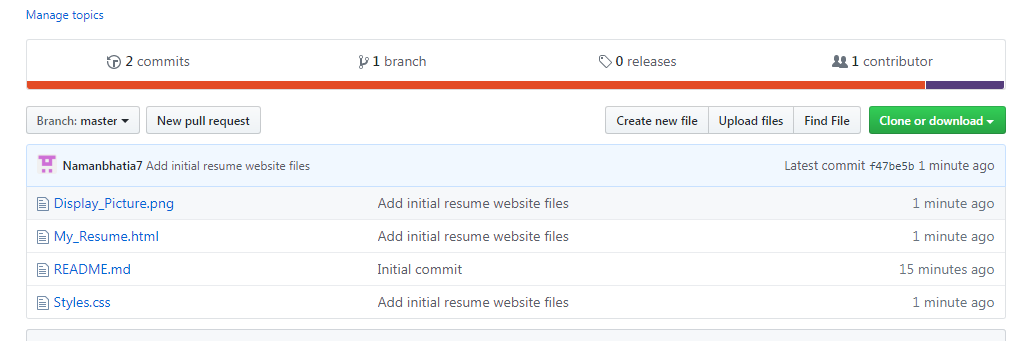 Manage topics
2 commits 1 branch 0 releases 1 contributor
Branch: master New pull request Create new file Upload files Find File Clone or download
Namanbhatia7 Add initial resume website files Latest commit f47be5b 1 minute ago
Display_Picture.png Add initial resume website files 1 minute ago
My_Resume.html Add initial resume website files 1 minute ago
README.md Initial commit 15 minutes ago
Styles.css Add initial resume website files 1 minute ago